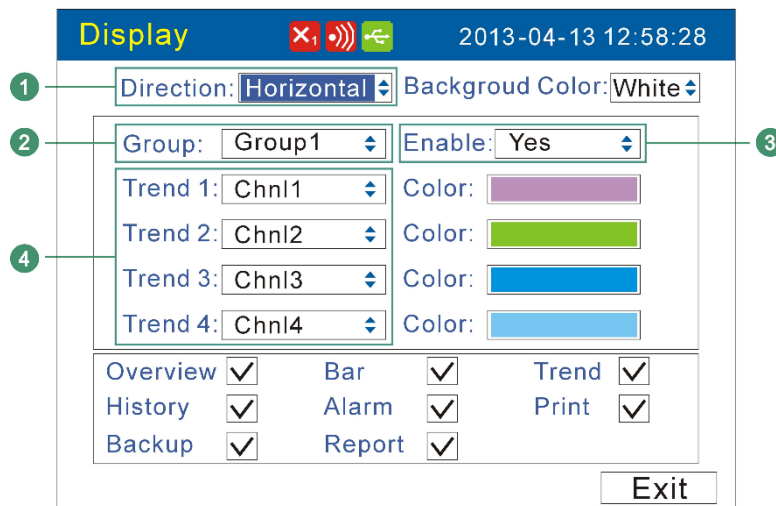 Display 2013-04-13 12:58:28
1 Direction: Horizontal Backgroud Color: White
2 Group: Group1 Enable: Yes 3
Trend 1: Chnl1 Color:
Trend 2: Chnl2 Color:
4
Trend 3: Chnl3 Color:
Trend 4: Chnl4 Color:
Overview Bar Trend
History Alarm Print
Backup Report
Exit